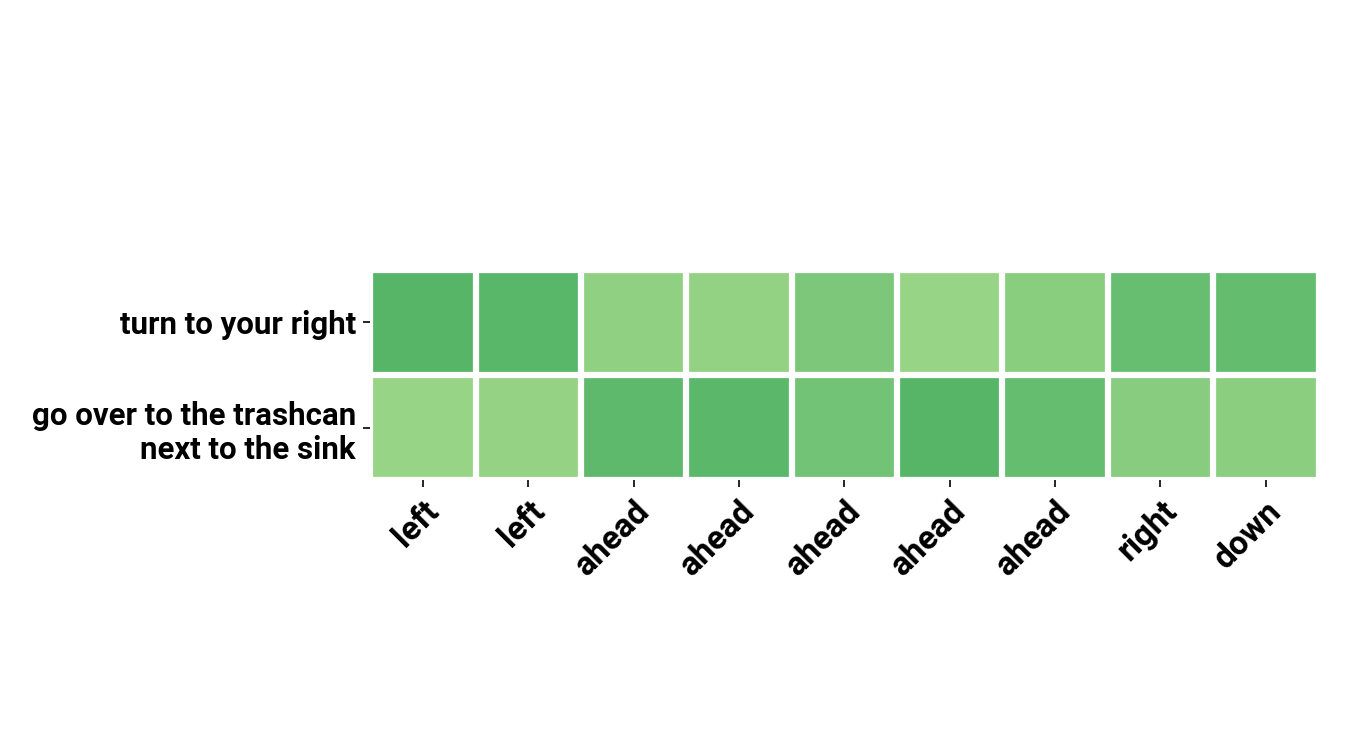 turn to your right
go over to the trashcan
next to the sink
left
left
ahead
ahead
ahead
ahead
ahead
right
down